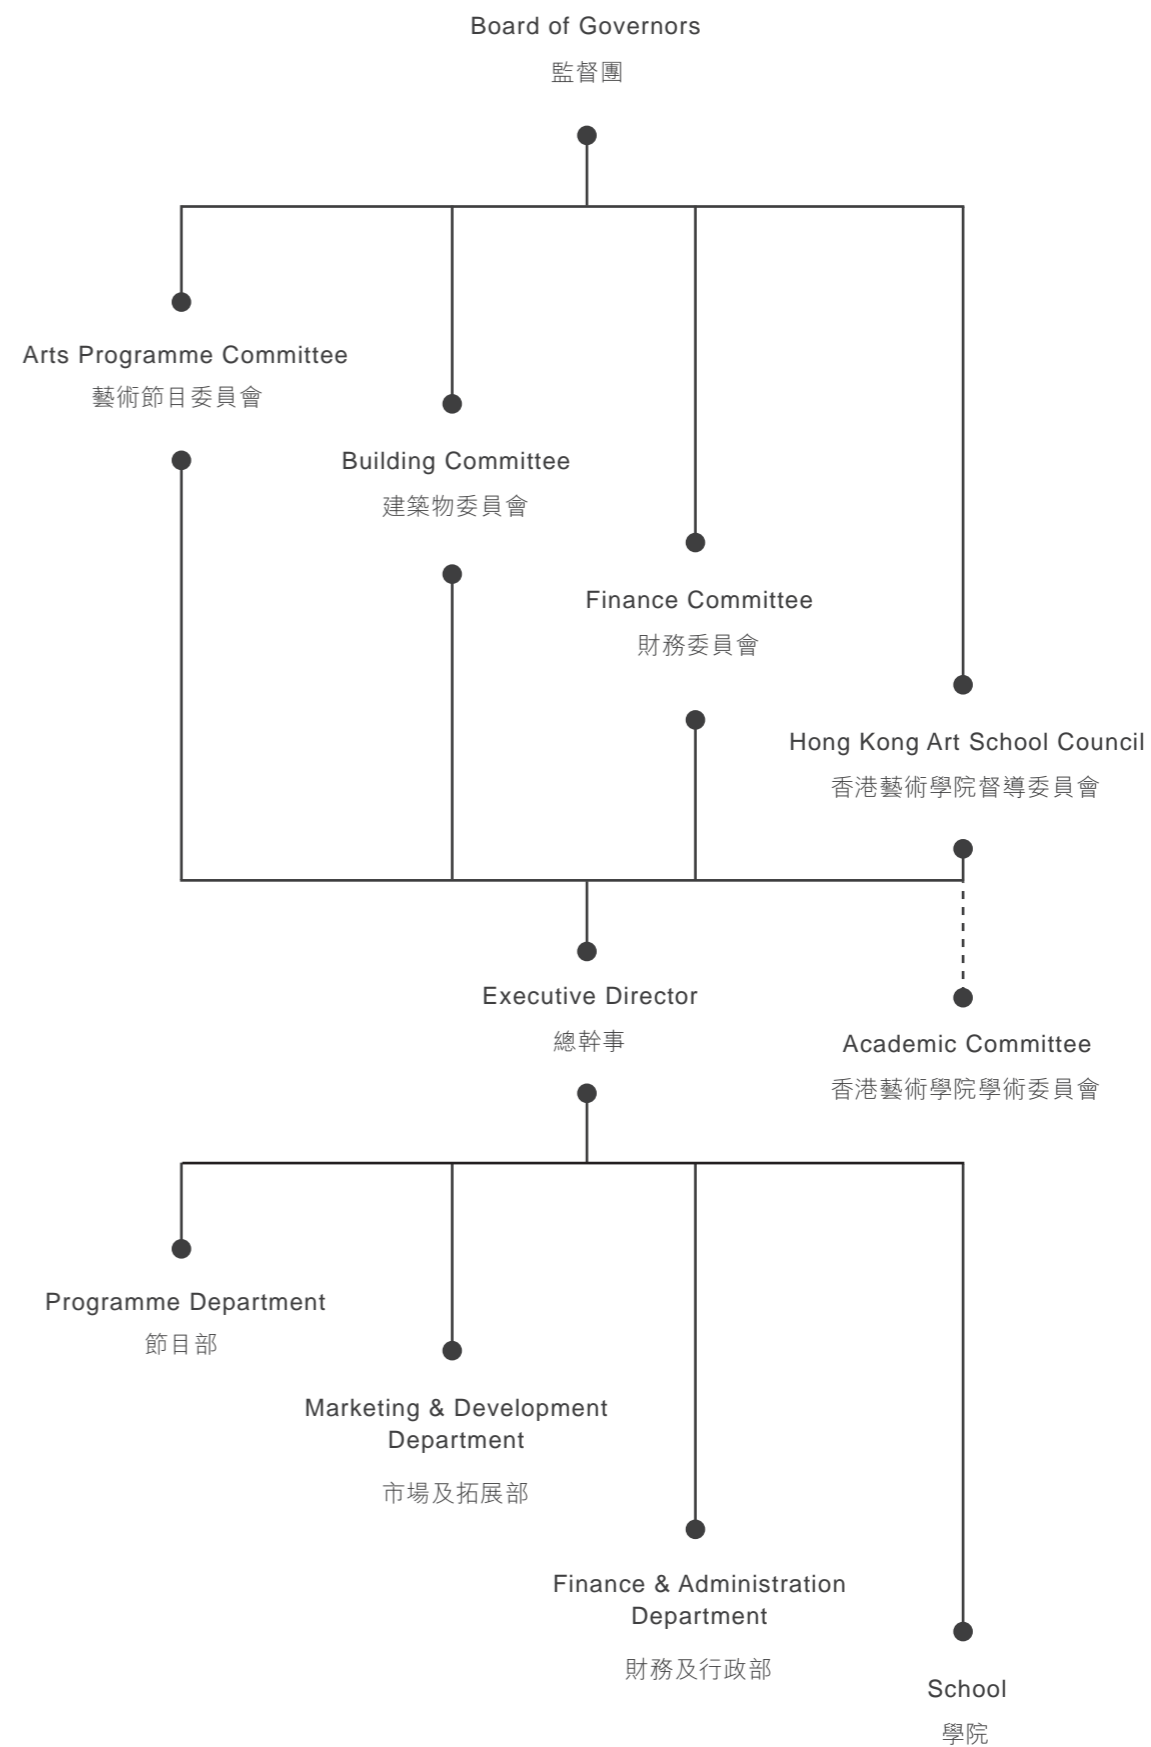 Board of Governors
監督團
Arts Programme Committee
藝術節目委員會
Building Committee
建築物委員會
Finance Committee
財務委員會
Hong Kong Art School Council
香港藝術學院督導委員會
Executive Director
總幹事
Academic Committee
香港藝術學院學術委員會
Programme Department
節目部
Marketing & Development
Department
市場及拓展部
Finance & Administration
Department
財務及行政部
School
學院